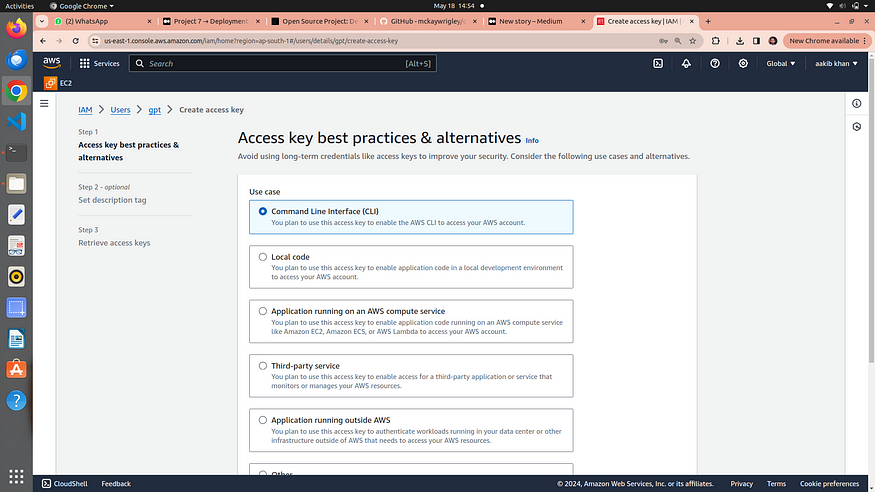 Activities
Google Chrome
May 18 14:54
(2) WhatsApp
Project 7 → Deployment
Open Source Project: De
GitHub - mckaywrigley/
New story – Medium
Create access key | IAM |
us-east-1.console.aws.amazon.com/iam/home?region=ap-south-1#/users/details/gpt/create-access-key
New Chrome available
aws
Services
Search
[Alt+S]
Global
aakib khan
EC2
IAM > Users > gpt > Create access key
Step 1
Access key best practices &
alternatives
Step 2 - optional
Set description tag
Step 3
Retrieve access keys
Access key best practices & alternatives Info
Avoid using long-term credentials like access keys to improve your security. Consider the following use cases and alternatives.
Use case
Command Line Interface (CLI)
You plan to use this access key to enable the AWS CLI to access your AWS account.
Local code
You plan to use this access key to enable application code in a local development environment
to access your AWS account.
Application running on an AWS compute service
You plan to use this access key to enable application code running on an AWS compute service
like Amazon EC2, Amazon ECS, or AWS Lambda to access your AWS account.
Third-party service
You plan to use this access key to enable access for a third-party application or service that
monitors or manages your AWS resources.
Application running outside AWS
You plan to use this access key to authenticate workloads running in your data center or other
infrastructure outside of AWS that needs to access your AWS resources.
Other
CloudShell
Feedback
© 2024, Amazon Web Services, Inc. or its affiliates.
Privacy
Terms
Cookie preferences